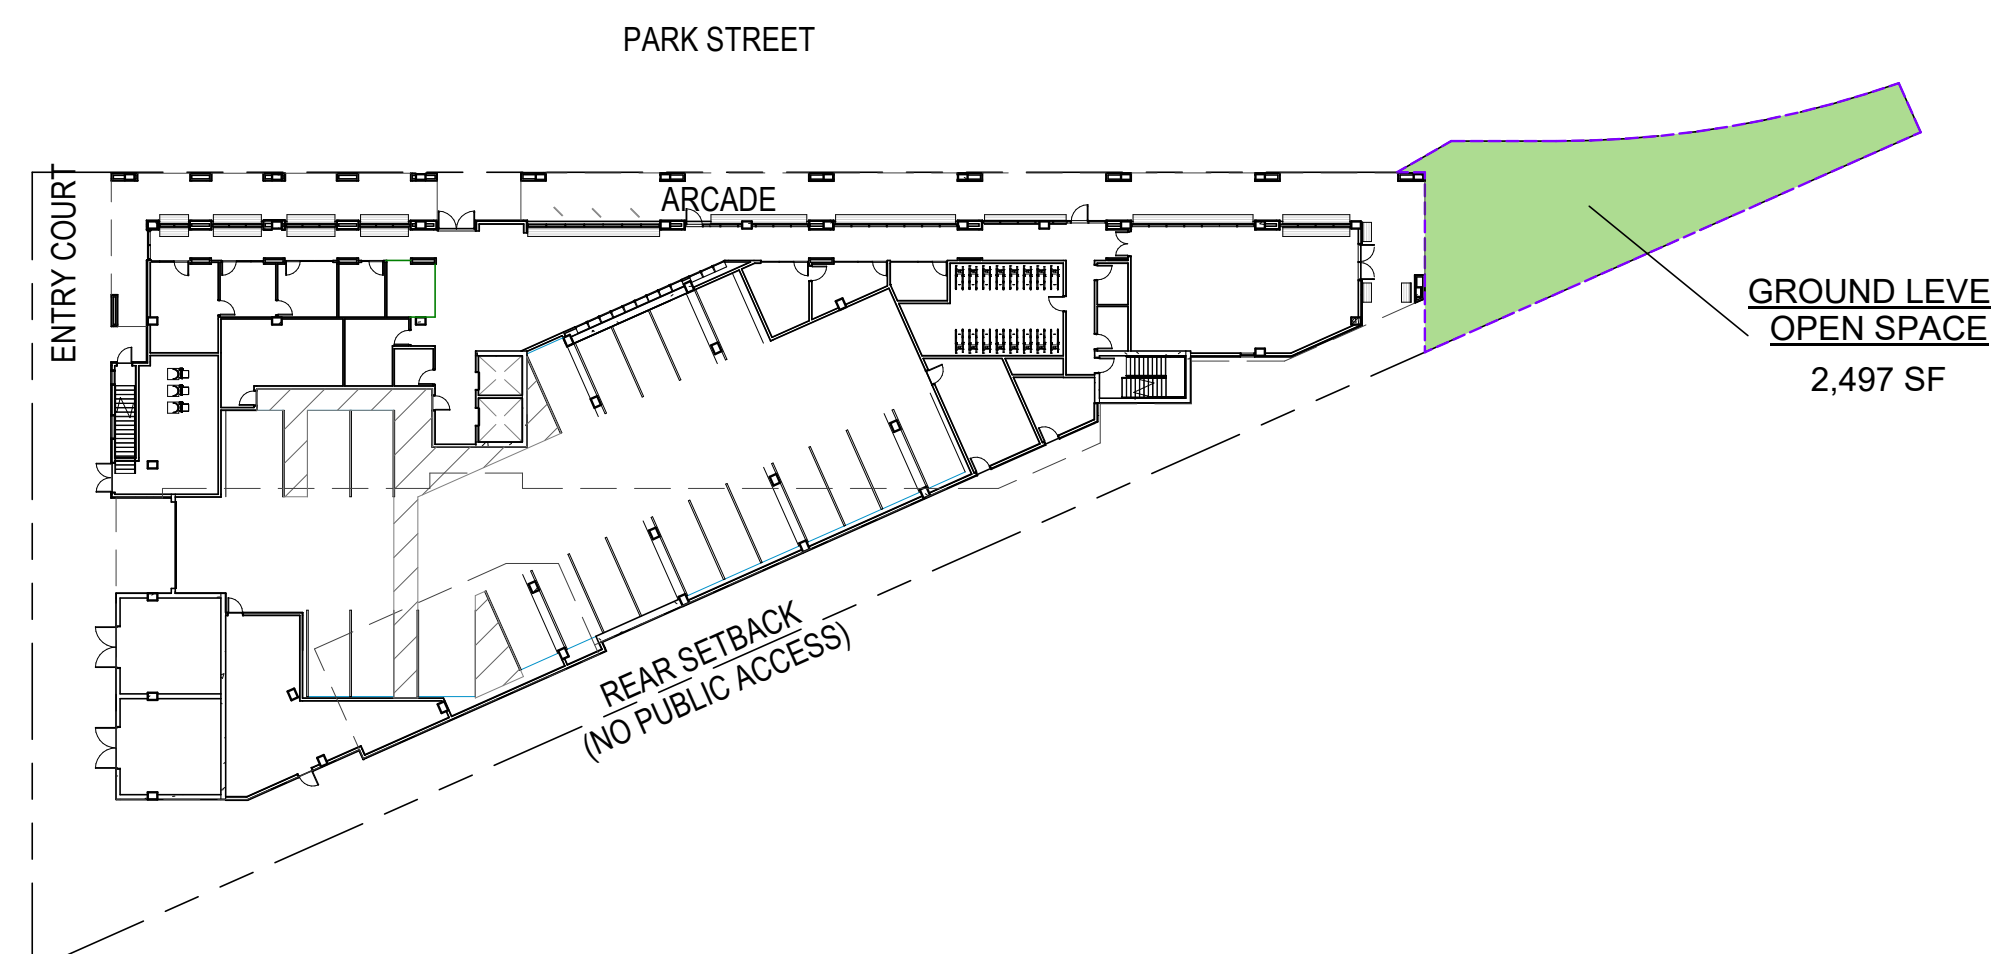 PARK STREET
ENTRY COURT
ARCADE
GROUND LEVE
OPEN SPACE
2,497 SF
REAR SETBACK
(NO PUBLIC ACCESS)